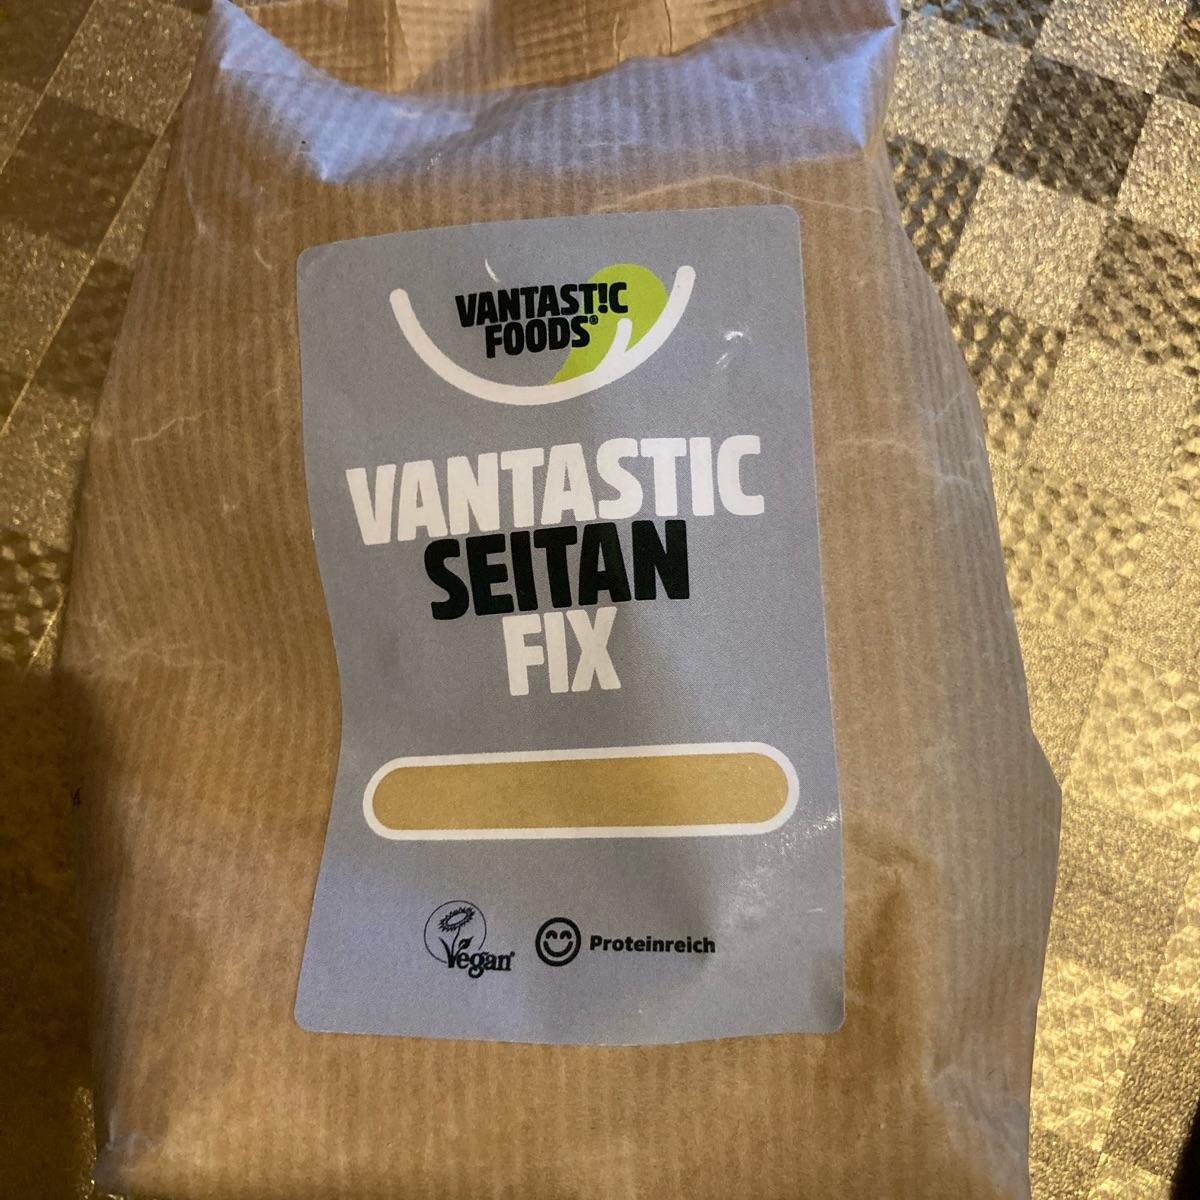 VANTAST!C
FOODS®
VANTASTIC
SEITAN
FIX
Vegan
Proteinreich